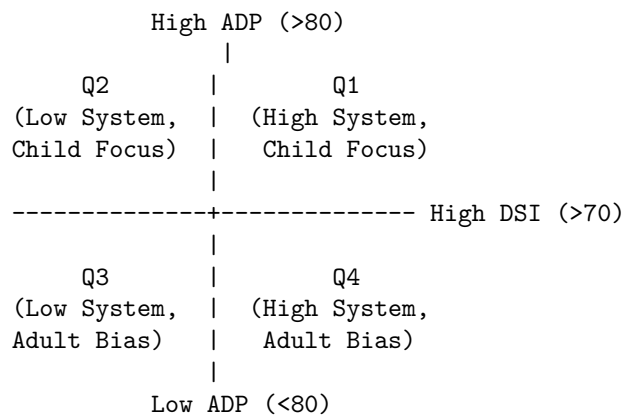 High ADP (>80)
|
Q2 | Q1
(Low System, | (High System,
Child Focus) | Child Focus)
|
---------------+-------------- High DSI (>70)
|
Q3 | Q4
(Low System, | (High System,
Adult Bias) | Adult Bias)
|
Low ADP (<80)